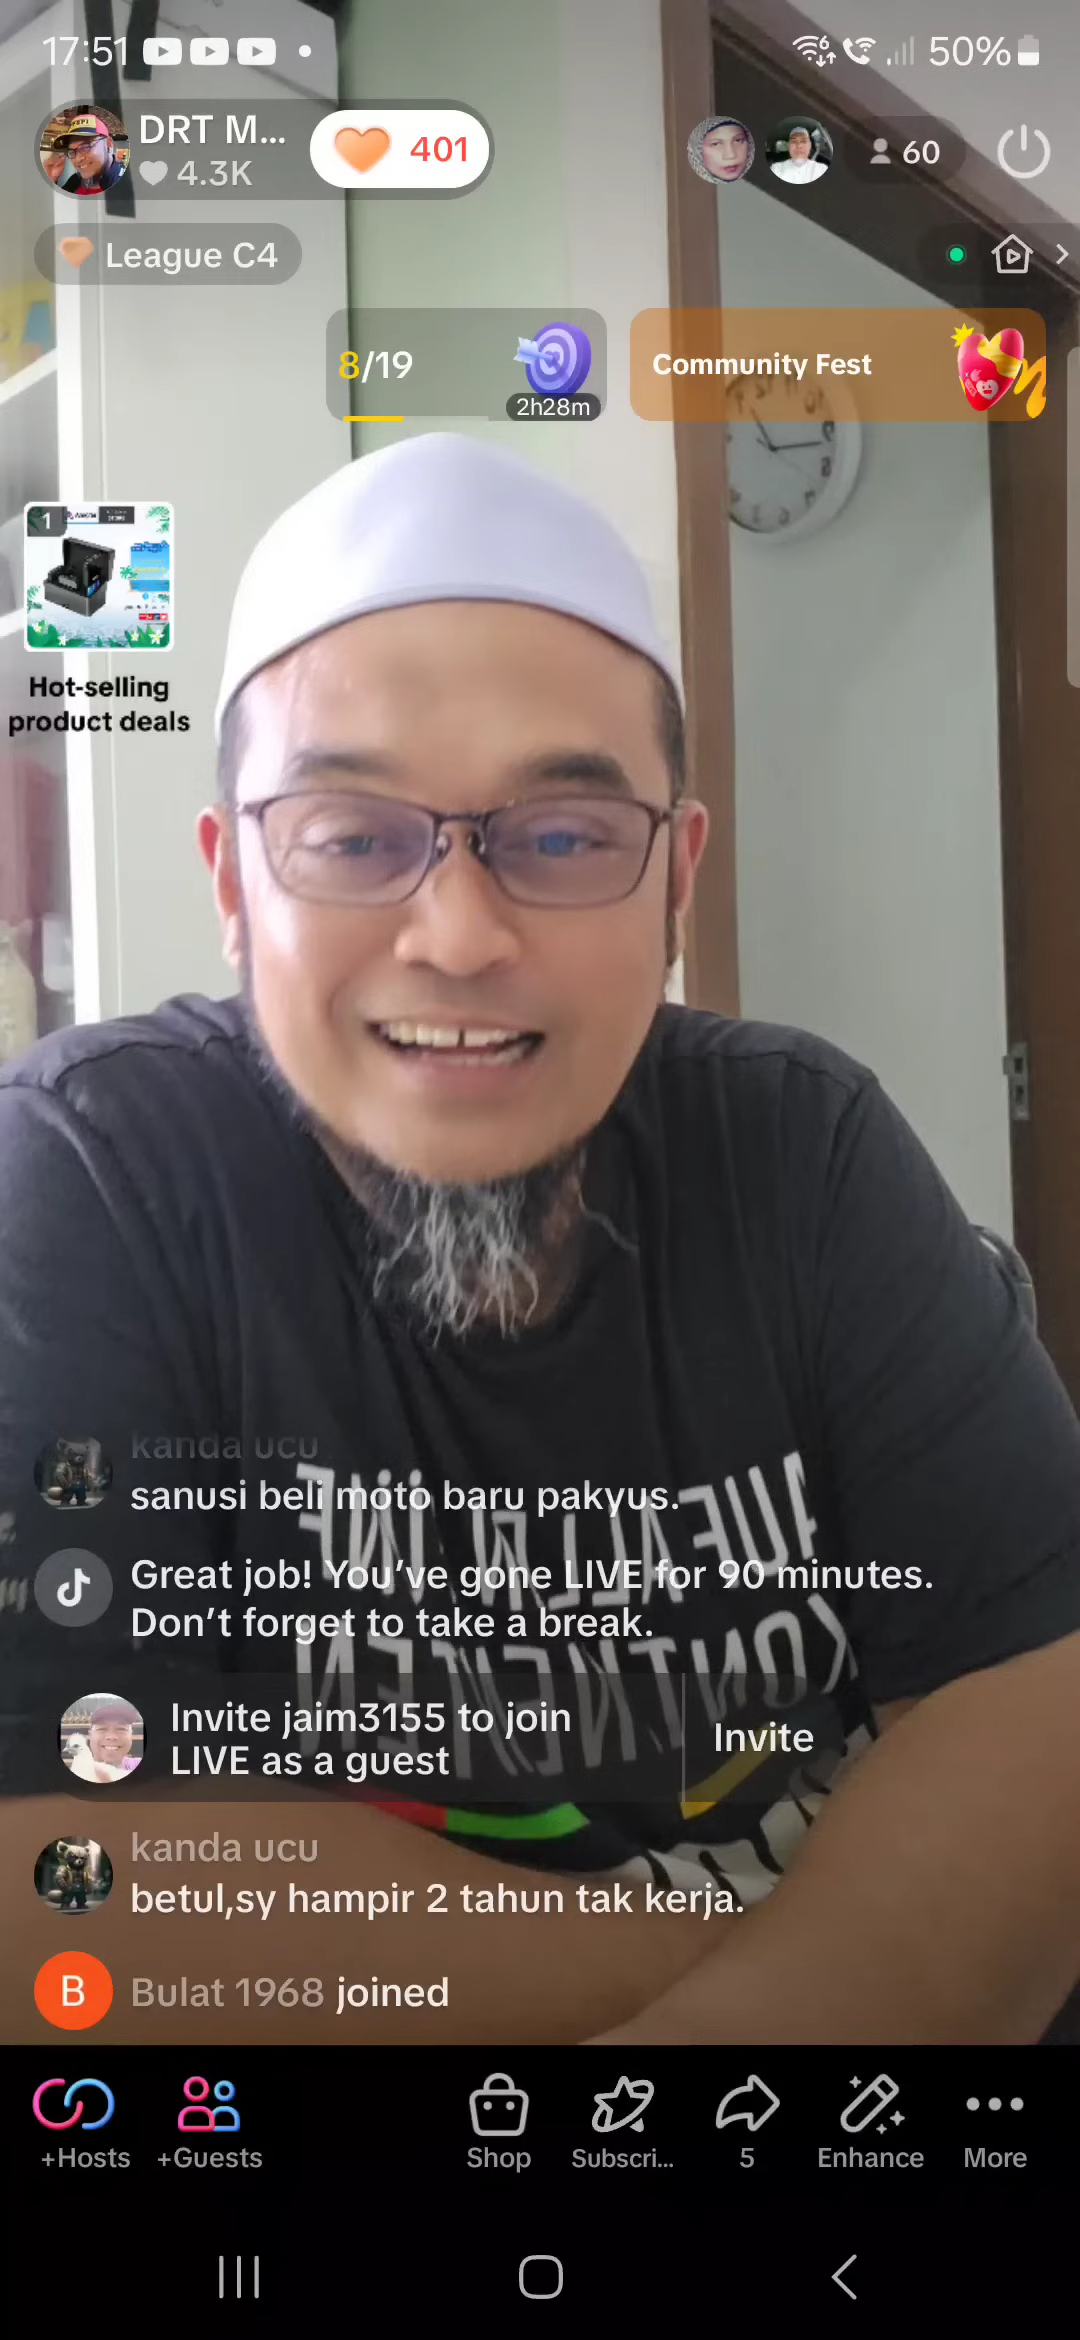 17:51
50%
DRT M...
4.3K
401
60
League C4
8/19
2h28m
Community Fest
1
Hot-selling
product deals
kanda ucu
sanusi beli moto baru pakyus.
Great job! You've gone LIVE for 90 minutes.
Don't forget to take a break.
Invite jaim3155 to join
LIVE as a guest
Invite
kanda ucu
betul,sy hampir 2 tahun tak kerja.
B
Bulat 1968 joined
+Hosts
+Guests
Shop
Subscri...
5
Enhance
More